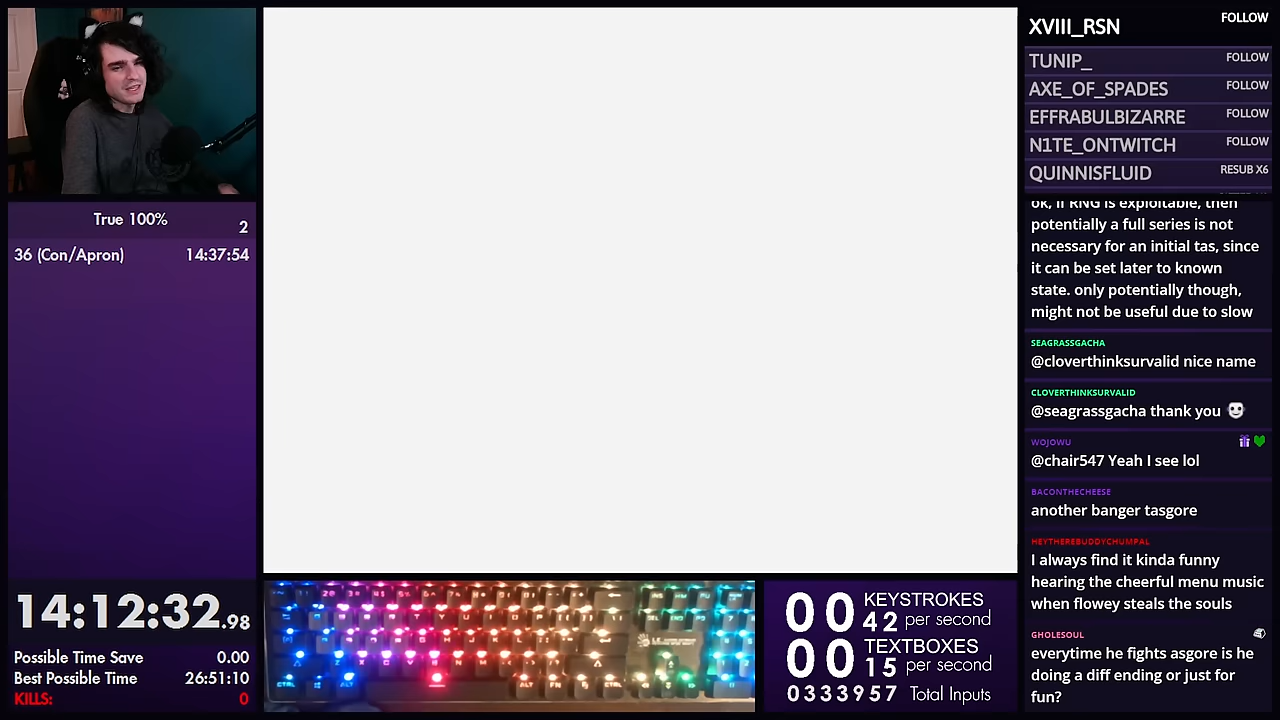 XVIII_RSN FOLLOW
TUNIP_ FOLLOW
AXE_OF_SPADES FOLLOW
EFFRABULBIZARRE FOLLOW
N1TE_ONTWITCH FOLLOW
QUINNISFLUID RESUB X6
True 100% 2
36 (Con/Apron) 14:37:54
14:12:32.98
Possible Time Save 0.00
Best Possible Time 26:51:10
KILLS: 0
00 KEYSTROKES
42 per second
00 TEXTBOXES
15 per second
0333957 Total Inputs
ok, if RNG is exploitable, then
potentially a full series is not
necessary for an initial tas, since
it can be set later to known
state. only potentially though,
might not be useful due to slow
SEAGRASSGACHA
@cloverthinksurvalid nice name
CLOVERTHINKSURVALID
@seagrassgacha thank you
WOJOWU
@chair547 Yeah I see lol
BACONTHECHEESE
another banger tasgore
HEYTHEREBUDDYCHUMPAL
I always find it kinda funny
hearing the cheerful menu music
when flowey steals the souls
GHOLESOUL
everytime he fights asgore is he
doing a diff ending or just for
fun?